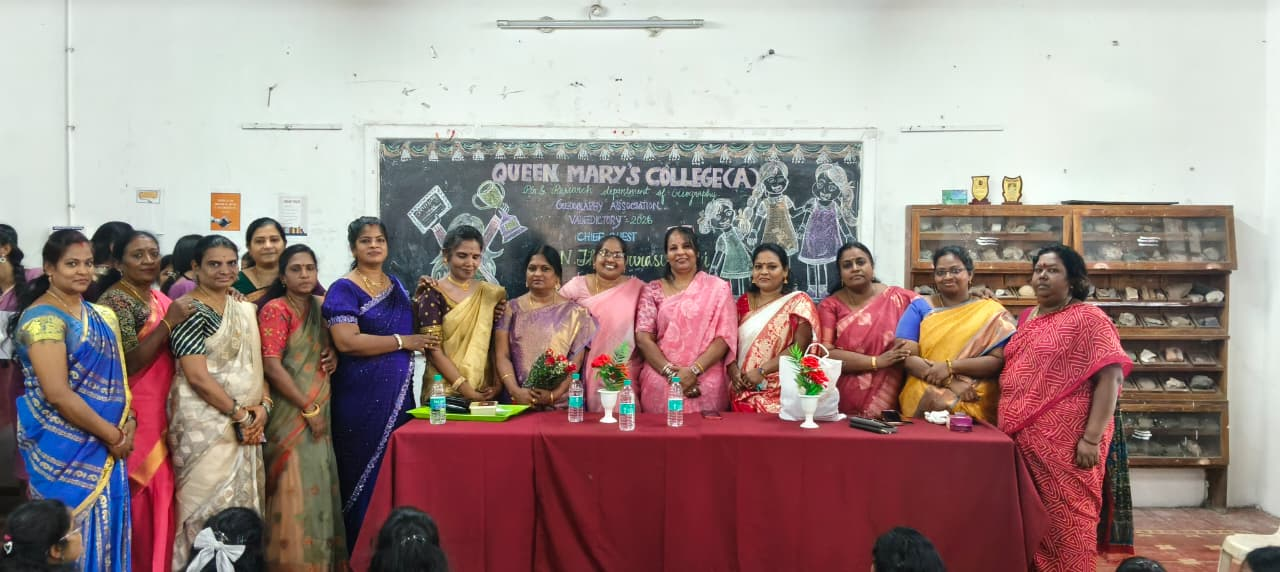 QUEEN MARY'S COLLEGE(A)
PG & Research department of Geography
GEOGRAPHY ASSOCIATION
VALEDICTORY - 2026
CHIEF GUEST
N.